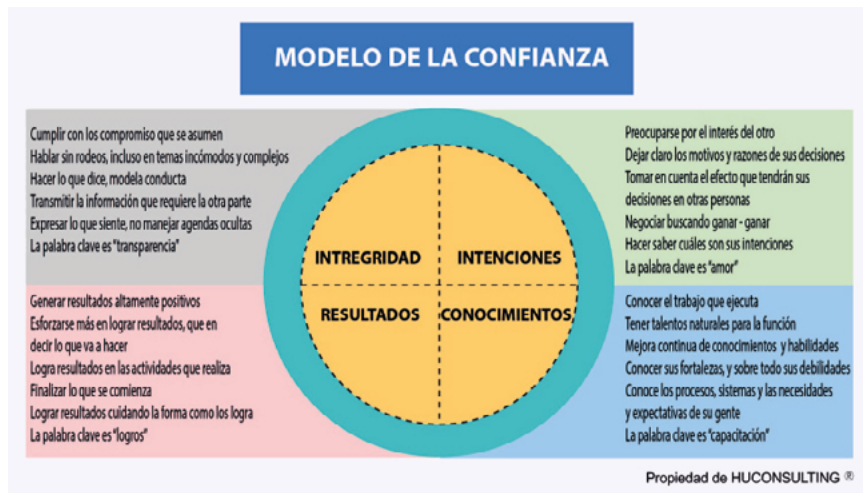 MODELO DE LA CONFIANZA
Cumplir con los compromiso que se asumen
Hablar sin rodeos, incluso en temas incómodos y complejos
Hacer lo que dice, modela conducta
Transmitir la información que requiere la otra parte
Expresar lo que siente, no manejar agendas ocultas
La palabra clave es "transparencia"
Preocuparse por el interés del otro
Dejar claro los motivos y razones de sus decisiones
Tomar en cuenta el efecto que tendrán sus
decisiones en otras personas
Negociar buscando ganar - ganar
Hacer saber cuáles son sus intenciones
La palabra clave es "amor"
INTREGRIDAD
INTENCIONES
RESULTADOS
CONOCIMIENTOS
Generar resultados altamente positivos
Esforzarse más en lograr resultados, que en
decir lo que va a hacer
Logra resultados en las actividades que realiza
Finalizar lo que se comienza
Lograr resultados cuidando la forma como los logra
La palabra clave es "logros"
Conocer el trabajo que ejecuta
Tener talentos naturales para la función
Mejora continua de conocimientos y habilidades
Conocer sus fortalezas, y sobre todo sus debilidades
Conoce los procesos, sistemas y las necesidades
y expectativas de su gente
La palabra clave es "capacitación"
Propiedad de HUCONSULTING ®